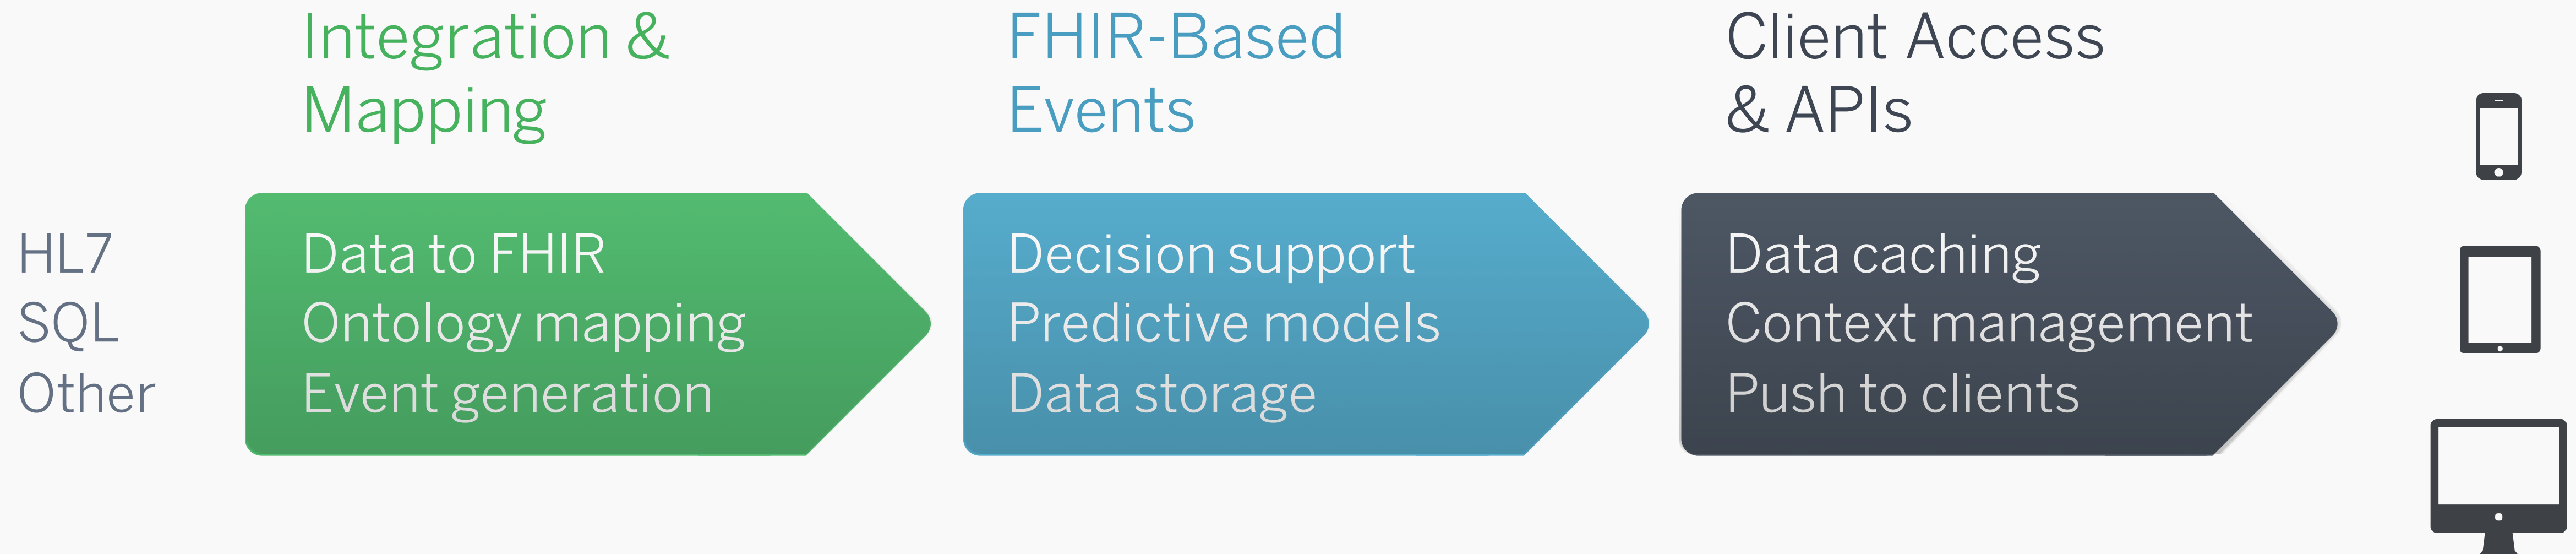 Integration &
Mapping
FHIR-Based
Events
Client Access
& APIs
HL7
SQL
Other
Data to FHIR
Ontology mapping
Event generation
Decision support
Predictive models
Data storage
Data caching
Context management
Push to clients